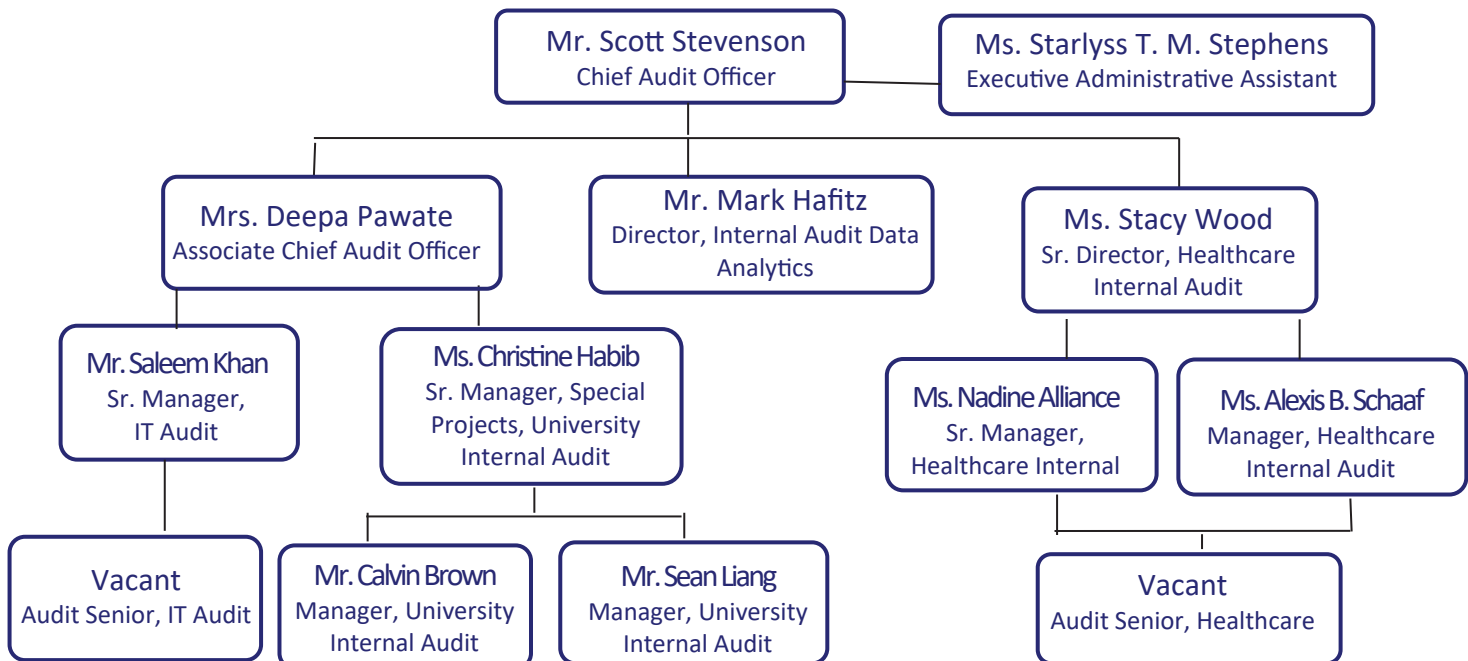 Mr. Scott Stevenson
Chief Audit Officer
Ms. Starlyss T. M. Stephens
Executive Administrative Assistant
Mrs. Deepa Pawate
Associate Chief Audit Officer
Mr. Mark Hafitz
Director, Internal Audit Data
Analytics
Ms. Stacy Wood
Sr. Director, Healthcare
Internal Audit
Mr. Saleem Khan
Sr. Manager,
IT Audit
Ms. Christine Habib
Sr. Manager, Special
Projects, University
Internal Audit
Ms. Nadine Alliance
Sr. Manager,
Healthcare Internal
Ms. Alexis B. Schaaf
Manager, Healthcare
Internal Audit
Vacant
Audit Senior, IT Audit
Mr. Calvin Brown
Manager, University
Internal Audit
Mr. Sean Liang
Manager, University
Internal Audit
Vacant
Audit Senior, Healthcare